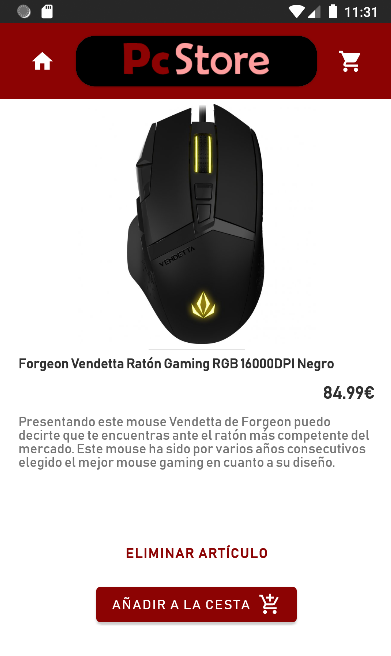 11:31
PcStore
VENDETTA
Forgeon Vendetta Ratón Gaming RGB 16000DPI Negro
84.99€
Presentando este mouse Vendetta de Forgeon puedo
decirte que te encuentras ante el ratón más competente del
mercado. Este mouse ha sido por varios años consecutivos
elegido el mejor mouse gaming en cuanto a su diseño.
ELIMINAR ARTÍCULO
AÑADIR A LA CESTA